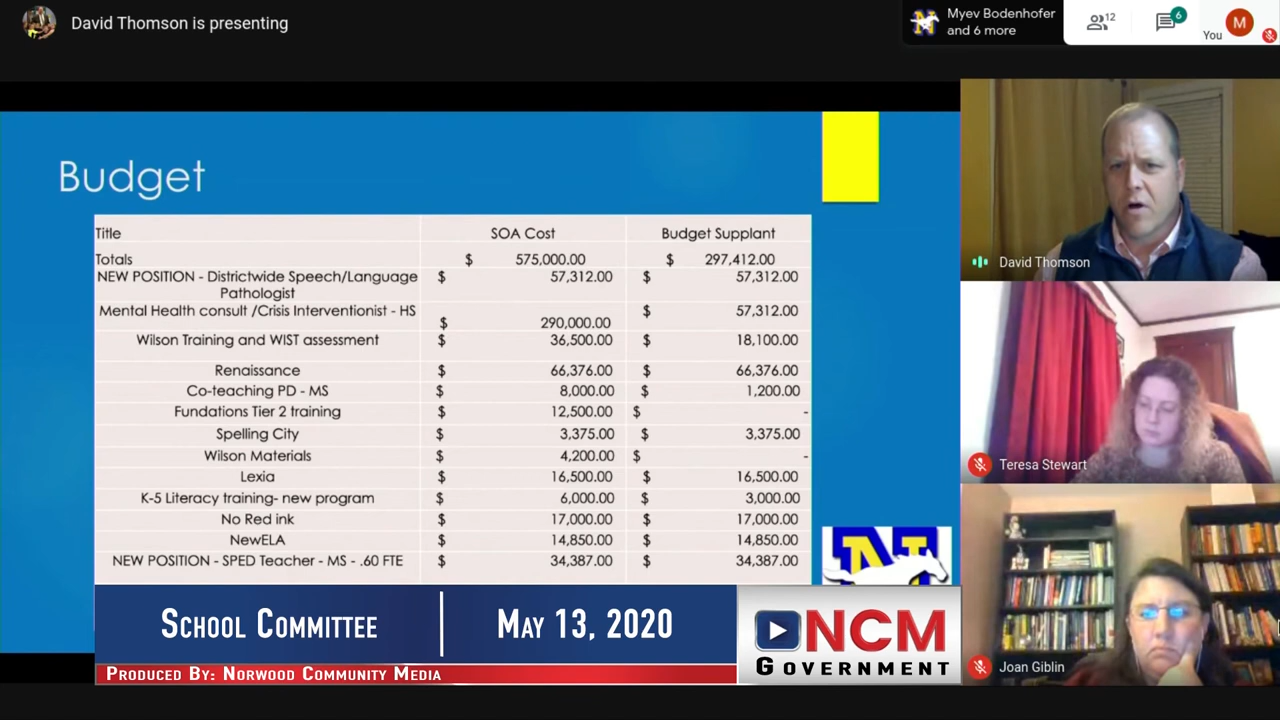 David Thomson is presenting
Myev Bodenhofer
and 6 more
12
6
You
M
Budget
Title SOA Cost Budget Supplant
Totals $ 575,000.00 $ 297,412.00
NEW POSITION - Districtwide Speech/Language $ 57,312.00 $ 57,312.00
Pathologist
Mental Health consult /Crisis Interventionist - HS $ 290,000.00 $ 57,312.00
Wilson Training and WIST assessment $ 36,500.00 $ 18,100.00
Renaissance $ 66,376.00 $ 66,376.00
Co-teaching PD - MS $ 8,000.00 $ 1,200.00
Fundations Tier 2 training $ 12,500.00 $ -
Spelling City $ 3,375.00 $ 3,375.00
Wilson Materials $ 4,200.00 $ -
Lexia $ 16,500.00 $ 16,500.00
K-5 Literacy training- new program $ 6,000.00 $ 3,000.00
No Red ink $ 17,000.00 $ 17,000.00
NewELA $ 14,850.00 $ 14,850.00
NEW POSITION - SPED Teacher - MS - .60 FTE $ 34,387.00 $ 34,387.00
N
David Thomson
Teresa Stewart
Joan Giblin
School Committee May 13, 2020
Produced By: Norwood Community Media
NCM
Government